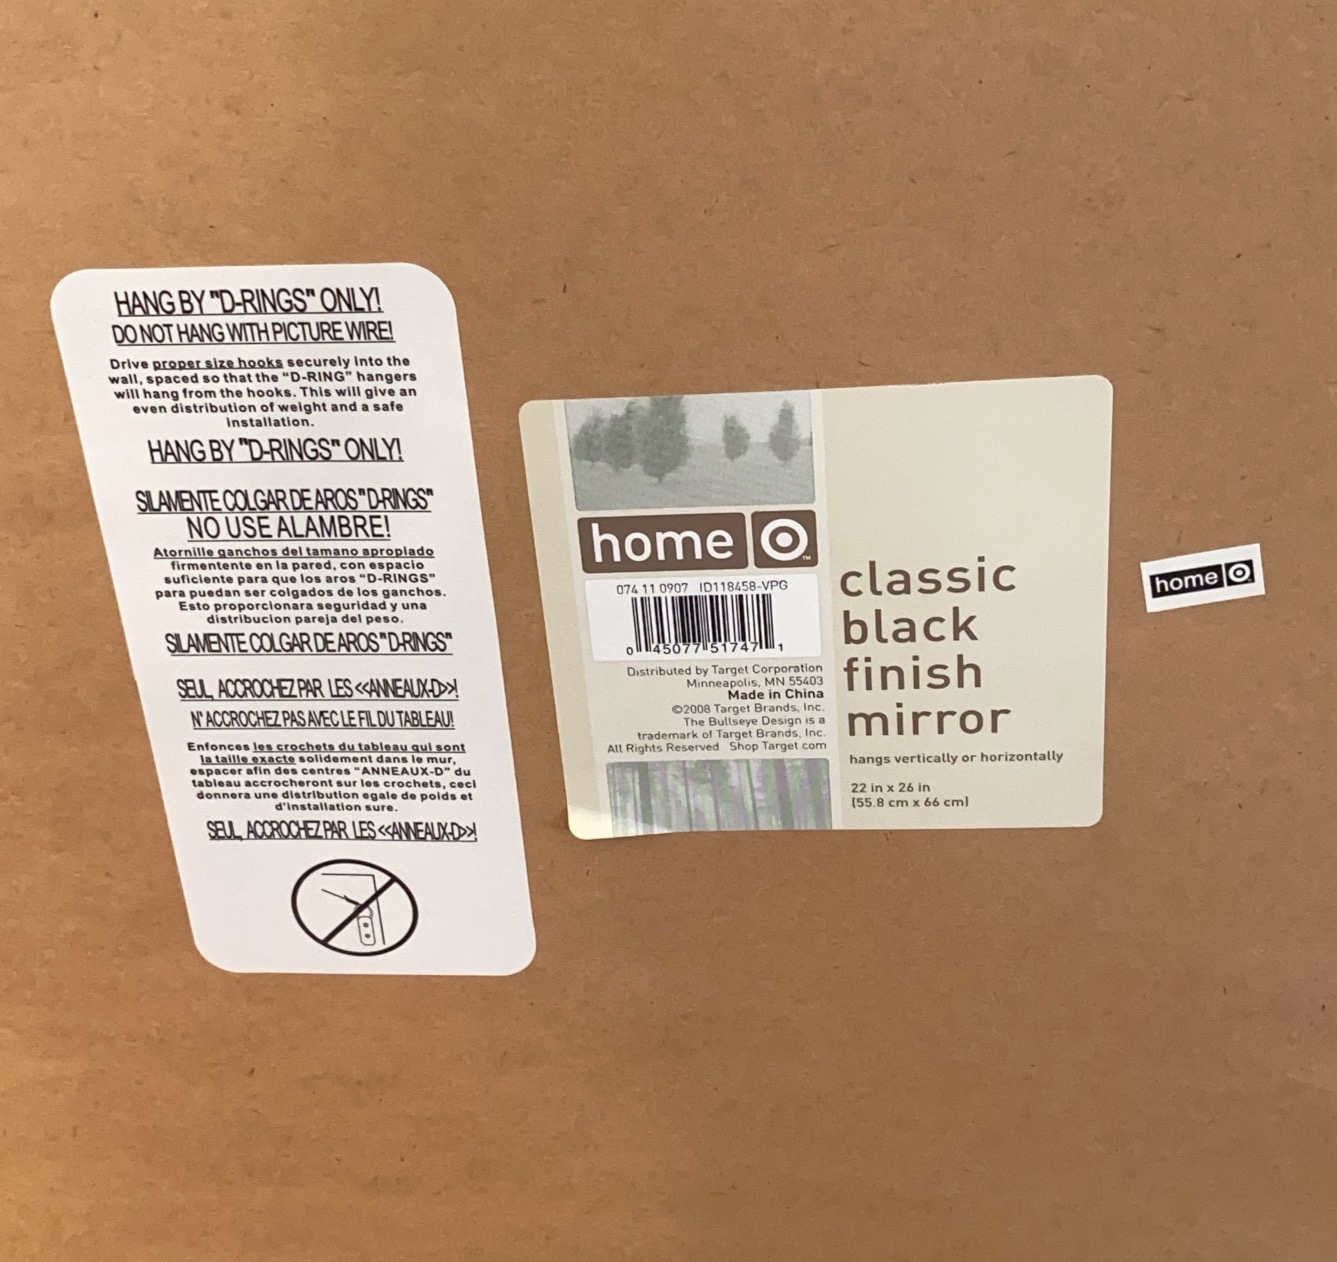 HANG BY "D-RINGS" ONLY!
DO NOT HANG WITH PICTURE WIRE!
Drive proper size hooks securely into the
wall, spaced so that the “D-RING” hangers
will hang from the hooks. This will give an
even distribution of weight and a safe
installation.
HANG BY "D-RINGS" ONLY!
SILAMENTE COLGAR DE AROS "D-RINGS"
NO USE ALAMBRE!
Atornille ganchos del tamano apropiado
firmentente en la pared, con espacio
suficiente para que los aros “D-RINGS”
para puedan ser colgados de los ganchos.
Esto proporcionara seguridad y una
distribucion pareja del peso.
SILAMENTE COLGAR DE AROS "D-RINGS"
SEUL, ACCROCHEZ PAR LES <<ANNEAUX-D>>!
N' ACCROCHEZ PAS AVEC LE FIL DU TABLEAU!
Enfonces les crochets du tableau qui sont
la taille exacte solidement dans le mur,
espacer afin des centres "ANNEAUX-D" du
tableau accrocheront sur les crochets, ceci
donnera une distribution egale de poids et
d'installation sure.
SEUL, ACCROCHEZ PAR LES <<ANNEAUX-D>>!
home
TM
074 11 0907 ID118458-VPG
0 45077 51747 1
Distributed by Target Corporation
Minneapolis, MN 55403
Made in China
©2008 Target Brands, Inc.
The Bullseye Design is a
trademark of Target Brands, Inc.
All Rights Reserved Shop Target.com
classic
black
finish
mirror
hangs vertically or horizontally
22 in x 26 in
(55.8 cm x 66 cm)
home